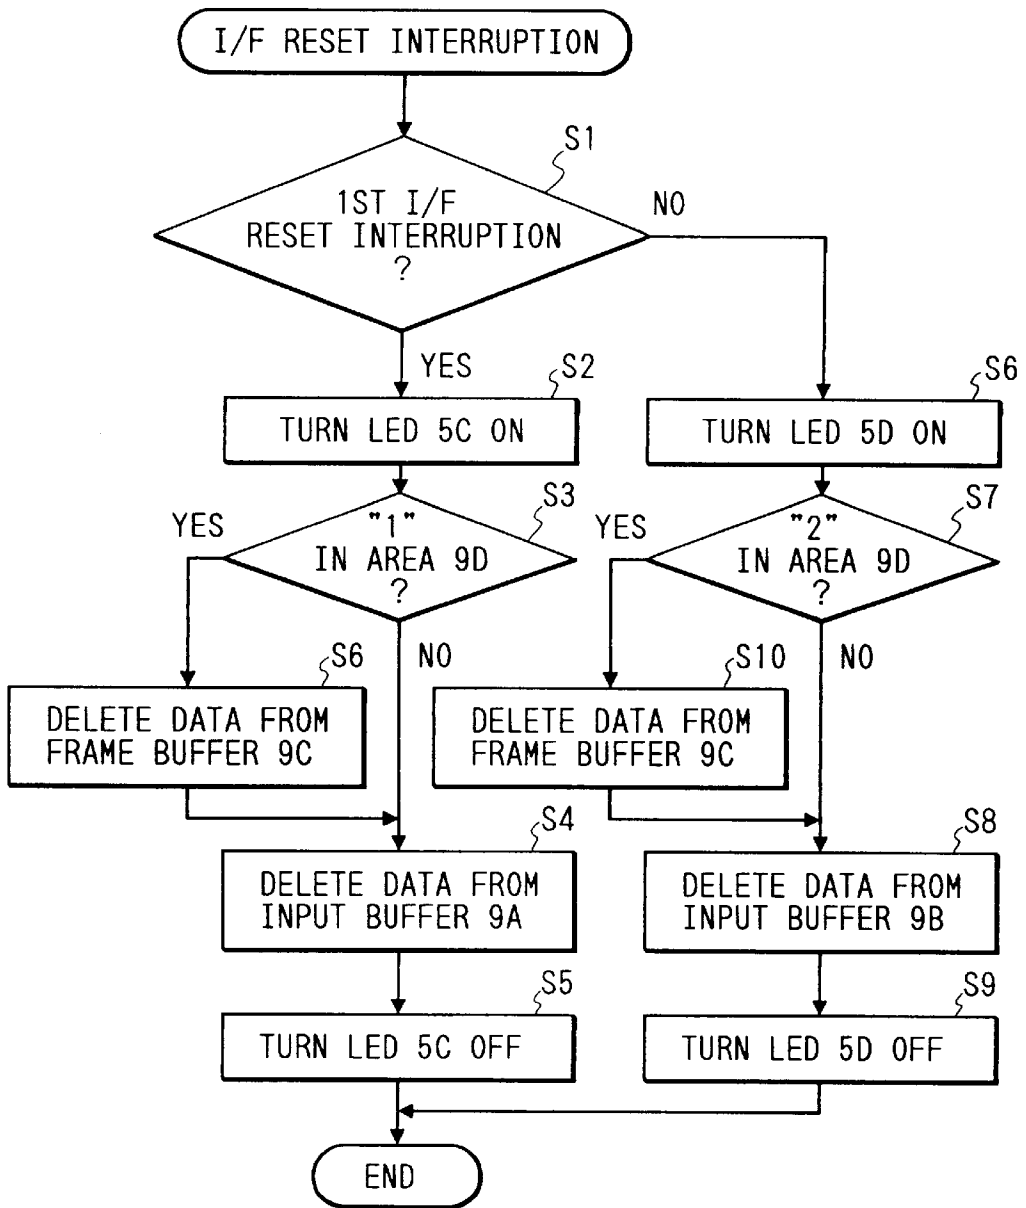 I/F RESET INTERRUPTION
S1
1ST I/F
RESET INTERRUPTION
?
NO
YES
S2
TURN LED 5C ON
S6
TURN LED 5D ON
S3
YES
"1"
IN AREA 9D
?
S7
YES
"2"
IN AREA 9D
?
S6
NO
DELETE DATA FROM
FRAME BUFFER 9C
S10
NO
DELETE DATA FROM
FRAME BUFFER 9C
S4
DELETE DATA FROM
INPUT BUFFER 9A
S8
DELETE DATA FROM
INPUT BUFFER 9B
S5
TURN LED 5C OFF
S9
TURN LED 5D OFF
END